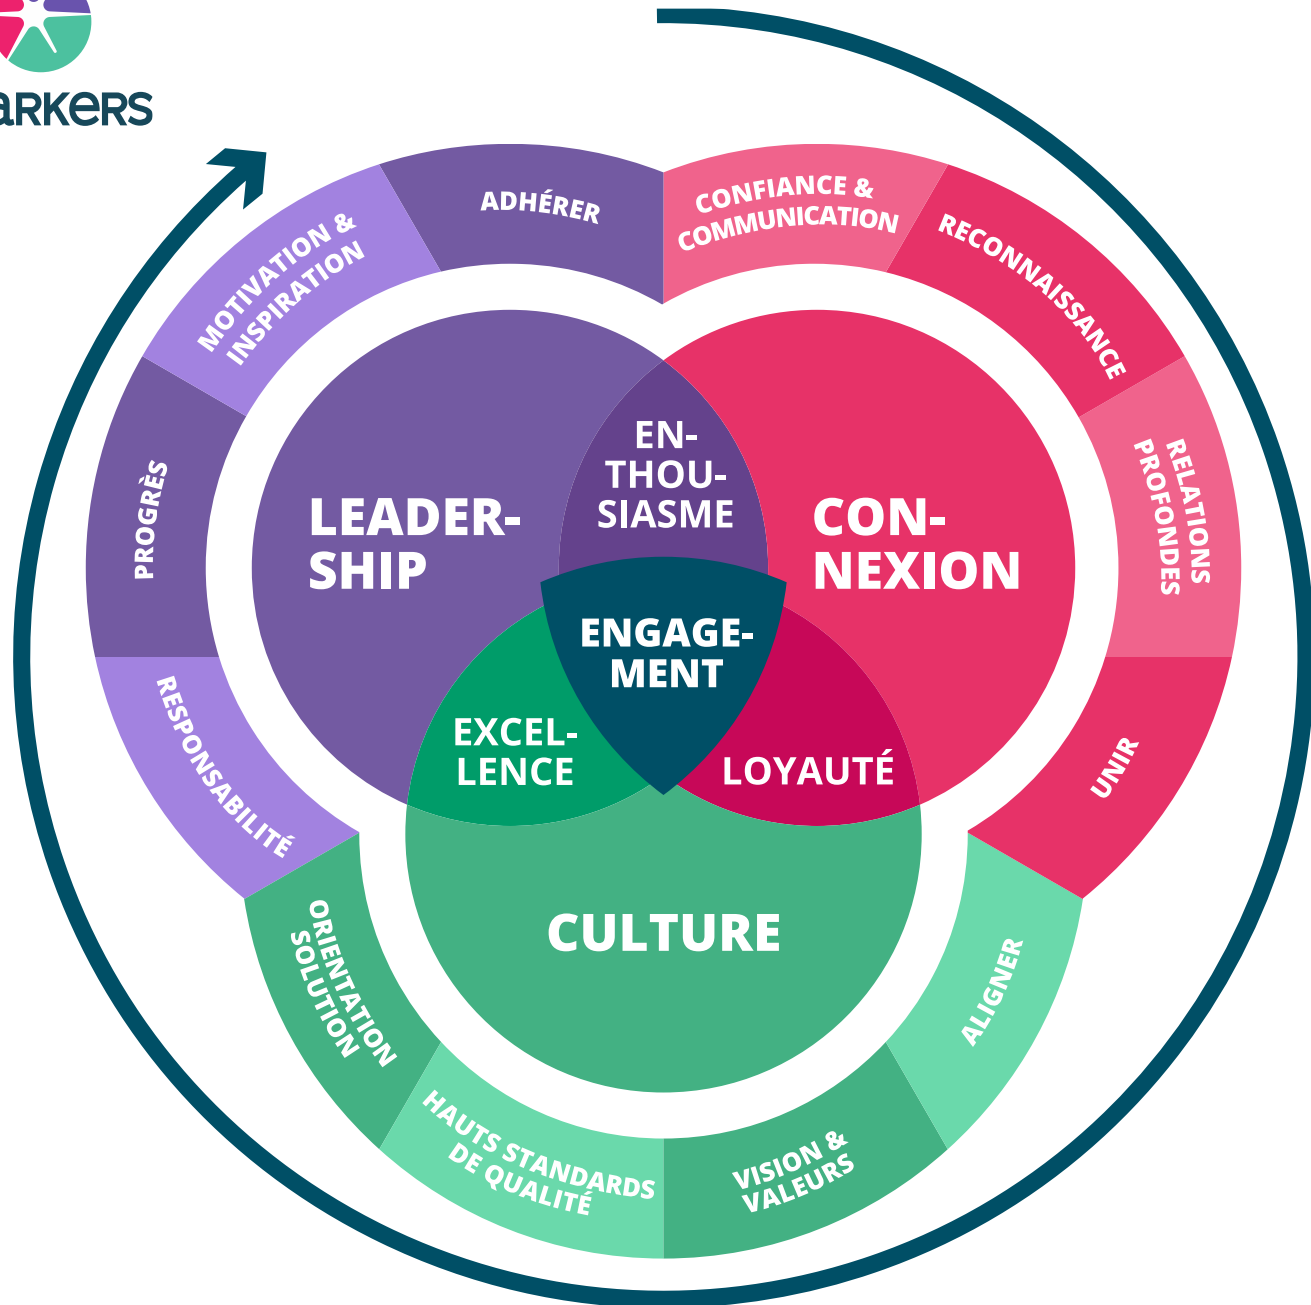 ARKERS
ADHÉRER
CONFIANCE &
COMMUNICATION
RECONNAISSANCE
RELATIONS
PROFONDES
UNIR
ALIGNER
VISION &
VALEURS
HAUTS STANDARDS
DE QUALITÉ
ORIENTATION
SOLUTION
RESPONSABILITÉ
PROGRÈS
MOTIVATION &
INSPIRATION
LEADER-
SHIP
EN-
THOU-
SIASME
CON-
NEXION
ENGAGE-
MENT
EXCEL-
LENCE
LOYAUTÉ
CULTURE